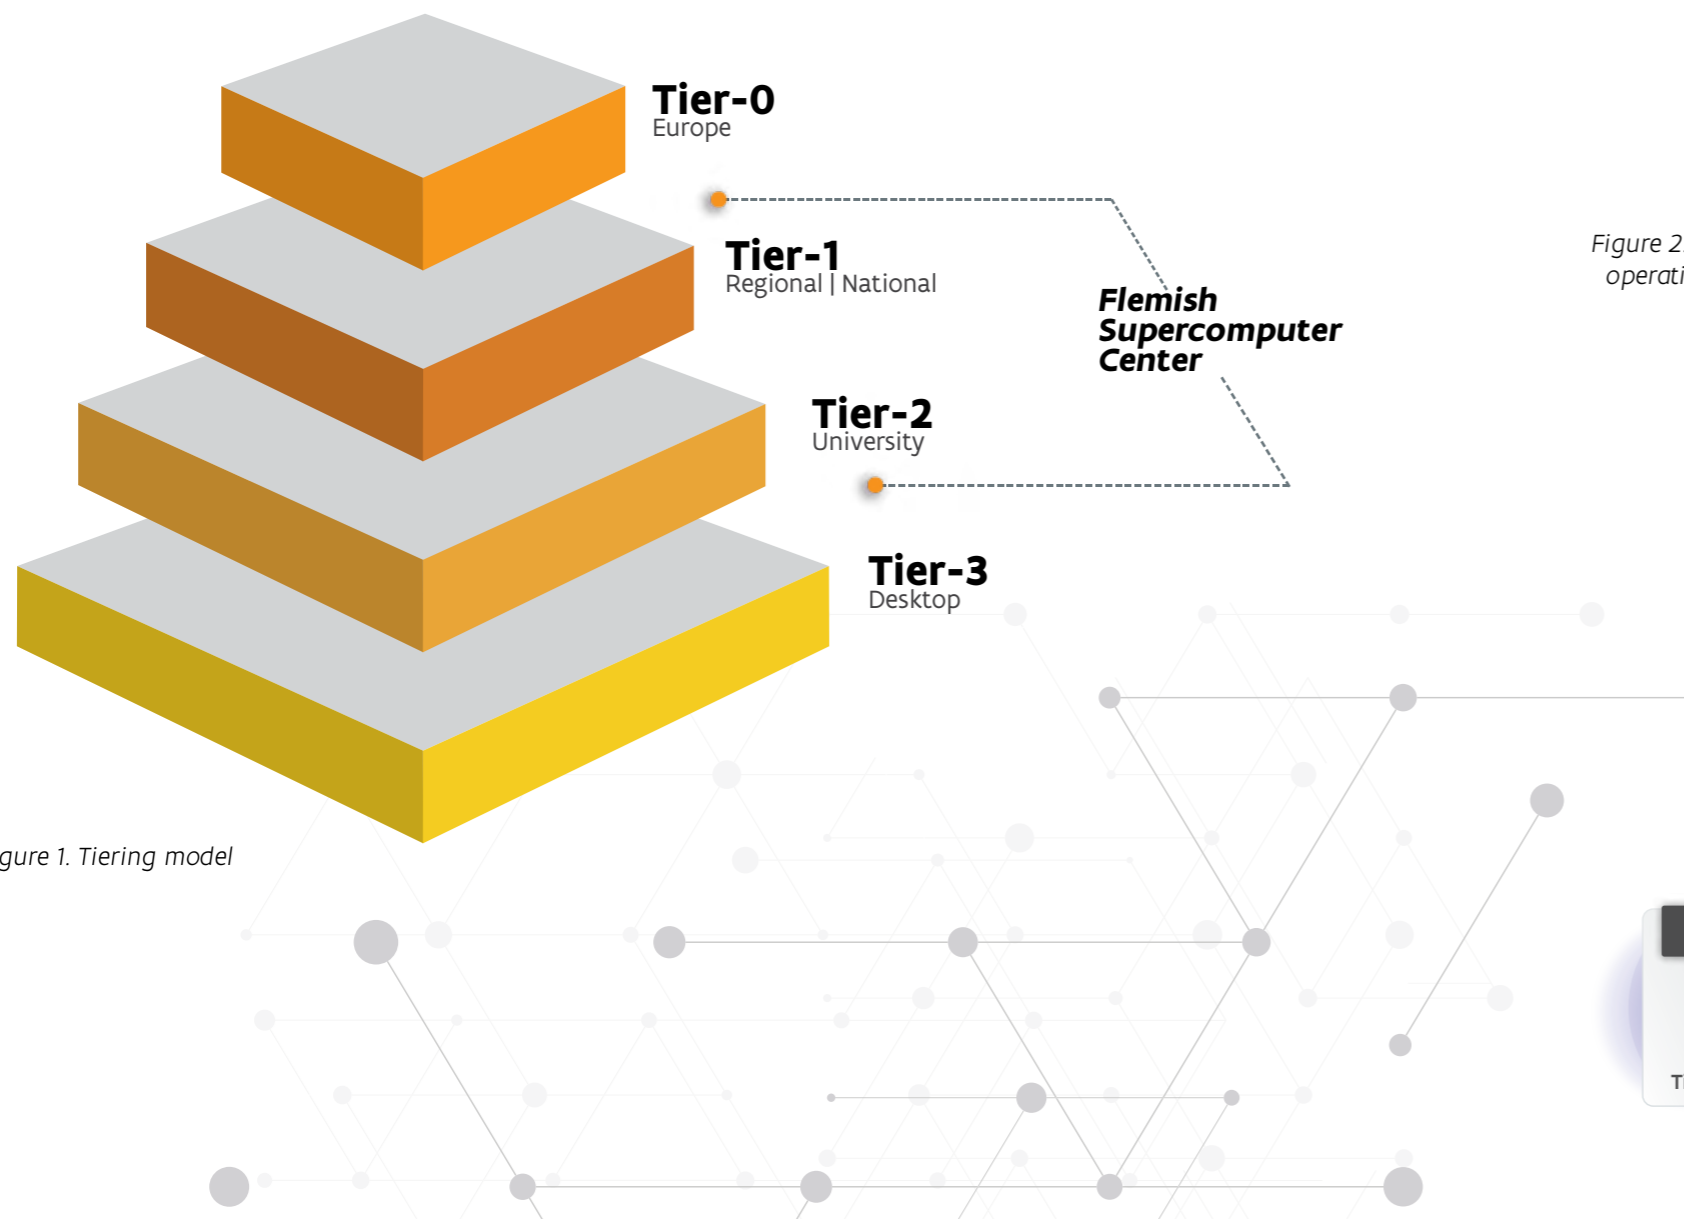 Tier-0
Europe
Tier-1
Regional | National
Flemish
Supercomputer
Center
Tier-2
University
Tier-3
Desktop
gure 1. Tiering model
Figure 2.
operati